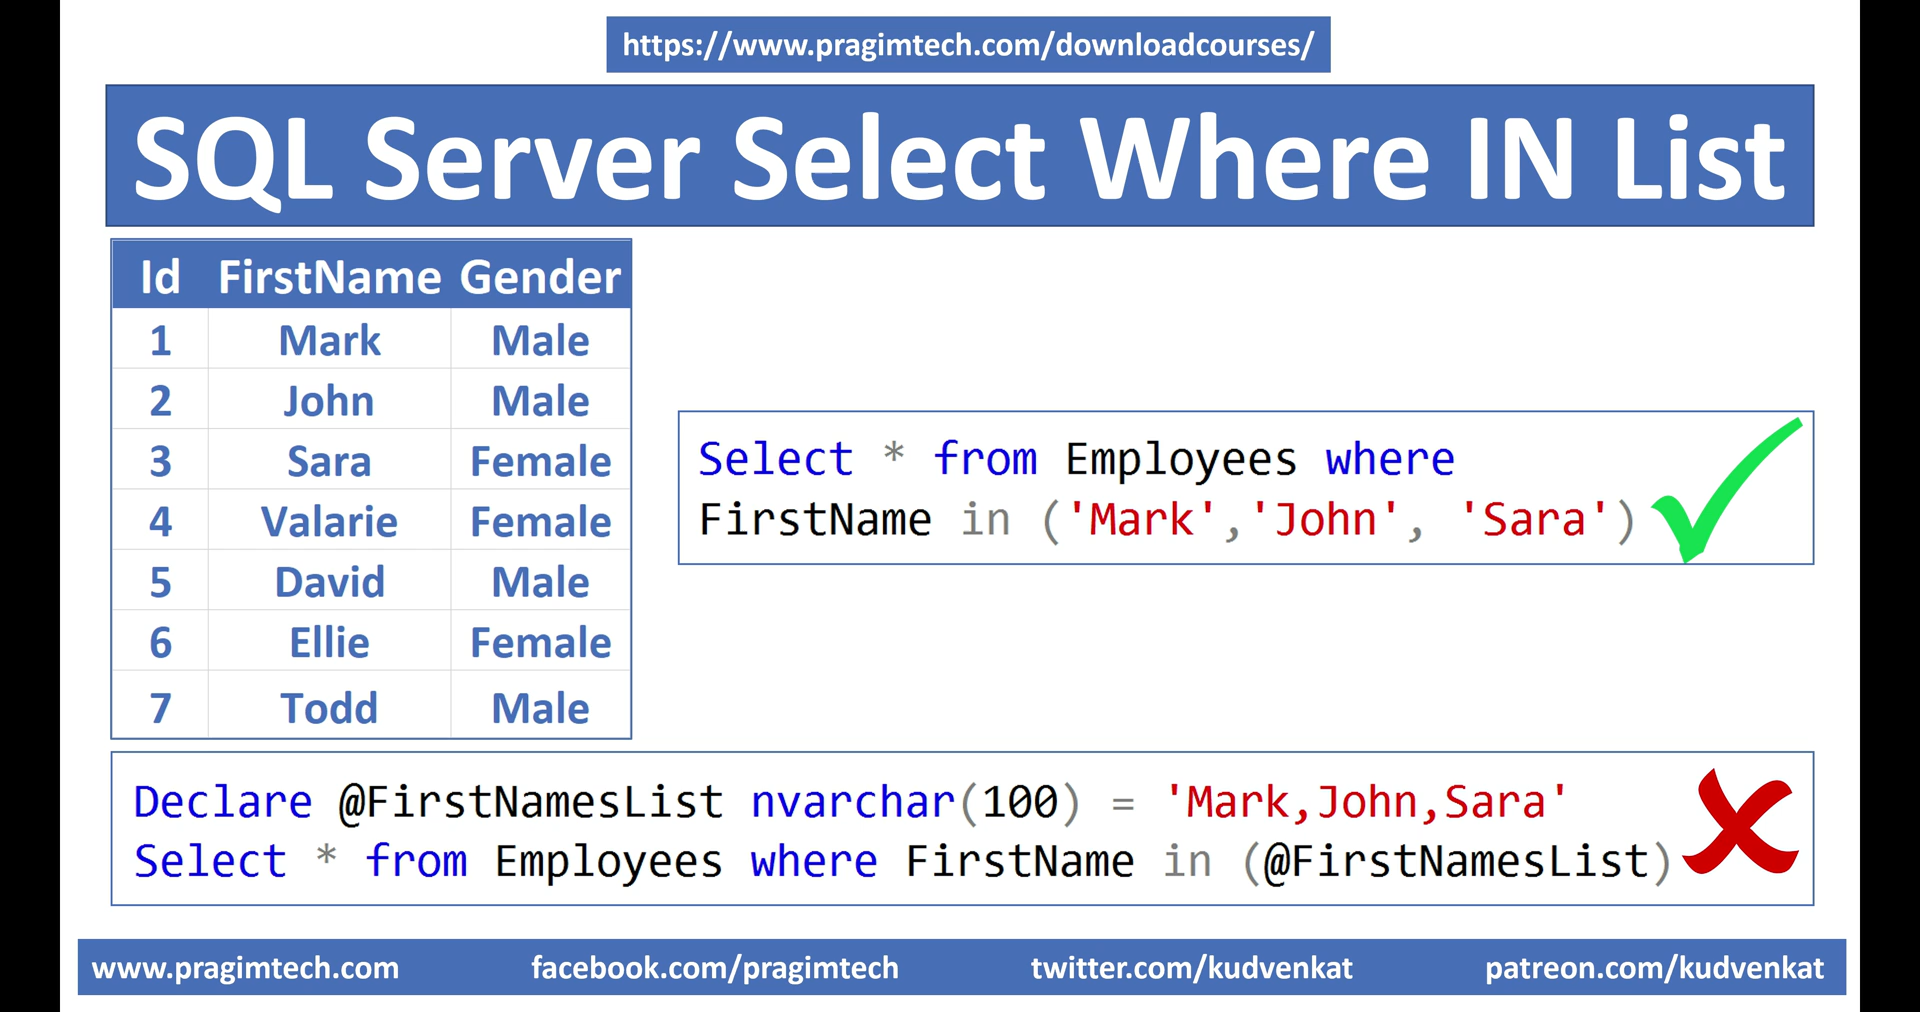 https://www.pragimtech.com/downloadcourses/
SQL Server Select Where IN List
Id FirstName Gender
1 Mark Male
2 John Male
3 Sara Female
4 Valarie Female
5 David Male
6 Ellie Female
7 Todd Male
Select * from Employees where
FirstName in ('Mark','John', 'Sara')
Declare @FirstNamesList nvarchar(100) = 'Mark,John,Sara'
Select * from Employees where FirstName in (@FirstNamesList)
www.pragimtech.com facebook.com/pragimtech twitter.com/kudvenkat patreon.com/kudvenkat